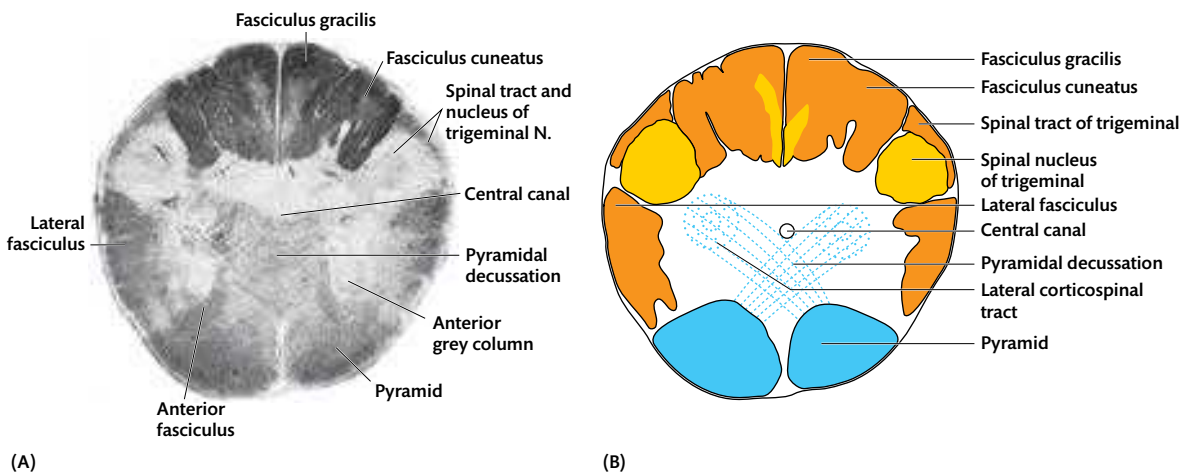 Fasciculus gracilis
Fasciculus cuneatus
Spinal tract and
nucleus of
trigeminal N.
Central canal
Lateral
fasciculus
Pyramidal
decussation
Anterior
grey column
Pyramid
Anterior
fasciculus
(A)
Fasciculus gracilis
Fasciculus cuneatus
Spinal tract of trigeminal
Spinal nucleus
of trigeminal
Lateral fasciculus
Central canal
Pyramidal decussation
Lateral corticospinal
tract
Pyramid
(B)